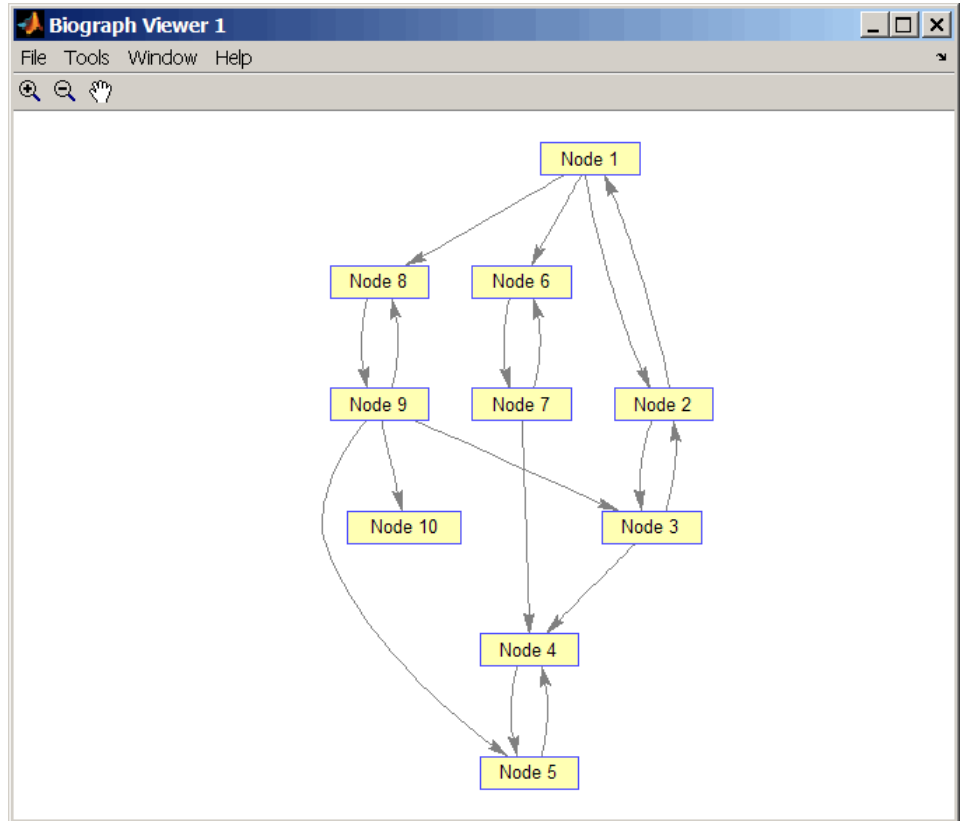 Biograph Viewer 1
File Tools Window Help
Node 1
Node 8 Node 6
Node 9 Node 7 Node 2
Node 10 Node 3
Node 4
Node 5